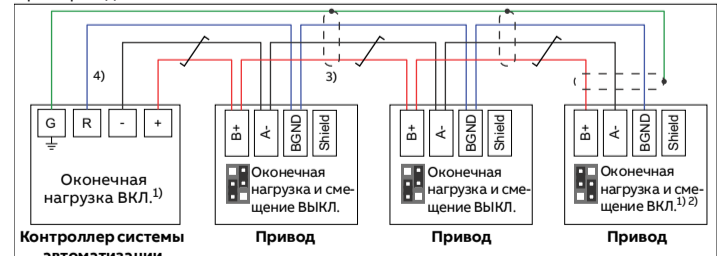 4)
3)
G R - +
B+ A- BGND Shield
B+ A- BGND Shield
B+ A- BGND Shield
Оконечная
нагрузка ВКЛ.1)
Оконечная
нагрузка и сме-
щение ВЫКЛ.
Оконечная
нагрузка и сме-
щение ВЫКЛ.
Оконечная
нагрузка и сме-
щение ВКЛ.1) 2)
Контроллер системы
автоматизации
Привод
Привод
Привод